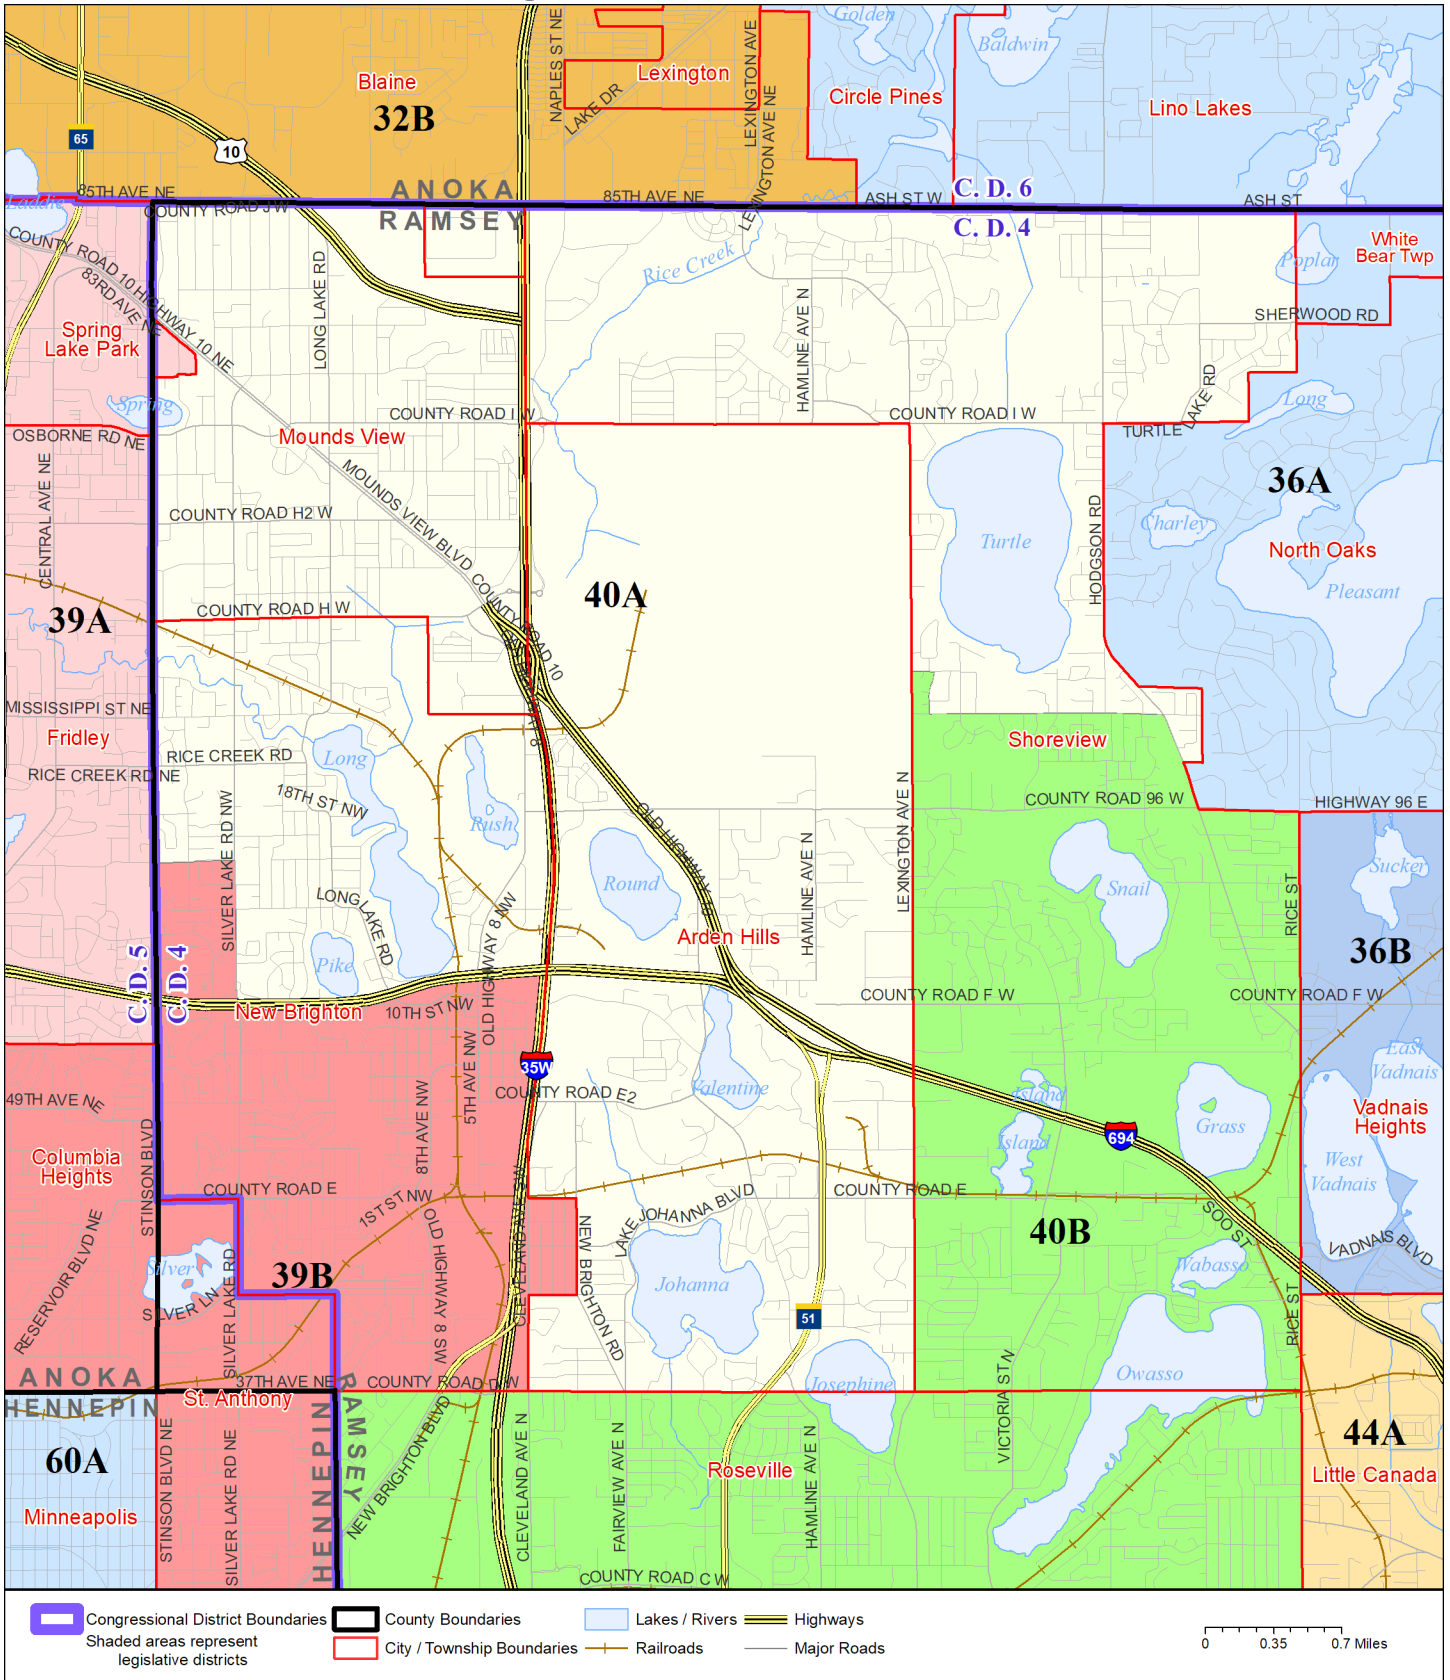 Golden
Baldwin
NAPLES ST NE
LEXINGTON AVE
Blaine
Lexington
Circle Pines
Lino Lakes
32B
LAKE DR
LEXINGTON AVE NE
65
10
85TH AVE NE
ANOKA
85TH AVE NE
ASH ST W
C. D. 6
ASH ST
Laddie
COUNTY ROAD J W
RAMSEY
C. D. 4
LEXINGTON AVE NE
White
Bear Twp
COUNTY ROAD 10
HIGHWAY 10 NE
83RD AVE NE
LONG LAKE RD
Rice Creek
Poplar
HAMLINE AVE N
SHERWOOD RD
Spring
Lake Park
Spring
COUNTY ROAD I W
COUNTY ROAD I W
LAKE RD
Long
OSBORNE RD NE
Mounds View
TURTLE
CENTRAL AVE NE
MOUNDS VIEW BLVD
36A
COUNTY ROAD H2 W
HODGSON RD
Charley
Turtle
North Oaks
COUNTY ROAD 10
40A
Pleasant
39A
COUNTY ROAD H W
MISSISSIPPI ST NE
Fridley
RICE CREEK RD
RICE CREEK RD NE
Long
Shoreview
18TH ST NW
SILVER LAKE RD NW
Rush
OLD HIGHWAY 10
LEXINGTON AVE N
COUNTY ROAD 96 W
HIGHWAY 96 E
Sucker
HAMLINE AVE N
LONG LAKE RD
OLD HIGHWAY 8 NW
Round
Snail
RICE ST
Arden Hills
36B
C. D. 5
C. D. 4
Pike
New Brighton
10TH ST NW
COUNTY ROAD F W
COUNTY ROAD F W
35W
5TH AVE NW
8TH AVE NW
COUNTY ROAD E2
Valentine
Island
Island
Grass
East
Vadnais
49TH AVE NE
STINSON BLVD
694
Vadnais
Heights
Columbia
Heights
West
Vadnais
COUNTY ROAD E
1ST ST NW
LAKE JOHANNA BLVD
COUNTY ROAD E
SOO ST
VADNAIS BLVD
RESERVOIR BLVD NE
OLD HIGHWAY 8 SW
CLEVELAND AVE SW
NEW BRIGHTON RD
40B
Wabasso
Silver
39B
SILVER LAKE RD
SILVER LN
Johanna
RICE ST
51
ANOKA
37TH AVE NE
COUNTY ROAD D W
Josephine
VICTORIA ST N
Owasso
HENNEPIN
St. Anthony
RAMSEY
HENNEPIN
60A
44A
Minneapolis
STINSON BLVD NE
SILVER LAKE RD NE
NEW BRIGHTON BLVD
CLEVELAND AVE N
FAIRVIEW AVE N
Roseville
HAMLINE AVE N
Little Canada
COUNTY ROAD C W
Congressional District Boundaries
County Boundaries
Lakes / Rivers
Highways
Shaded areas represent
legislative districts
City / Township Boundaries
Railroads
Major Roads
0 0.35 0.7 Miles